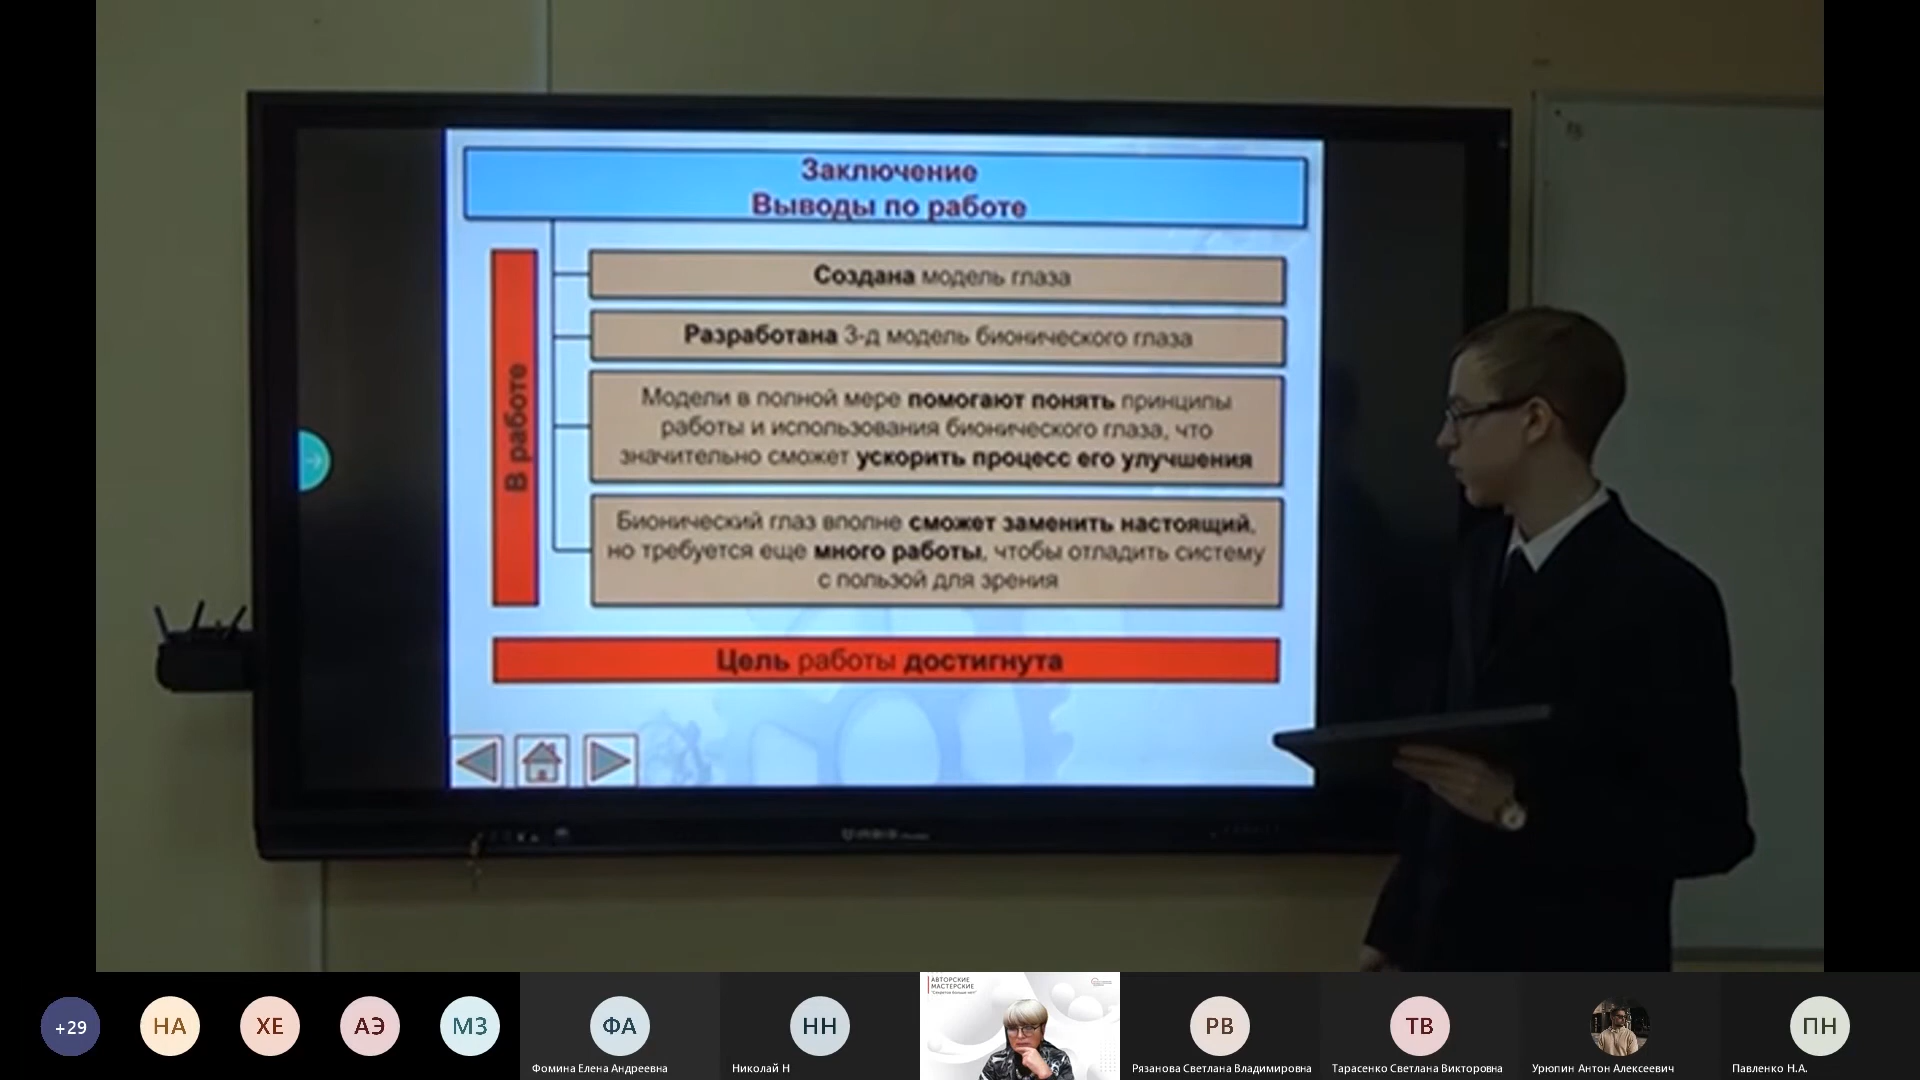 Заключение
Выводы по работе
В работе
Создана модель глаза
Разработана 3-д модель бионического глаза
Модели в полной мере помогают понять принципы
работы и использования бионического глаза, что
значительно сможет ускорить процесс его улучшения
Бионический глаз вполне сможет заменить настоящий,
но требуется еще много работы, чтобы отладить систему
с пользой для зрения
Цель работы достигнута
+29
НА
ХЕ
АЭ
МЗ
ФА
Фомина Елена Андреевна
НН
Николай Н
АВТОРСКИЕ
МАСТЕРСКИЕ
РВ
Рязанова Светлана Владимировна
ТВ
Тарасенко Светлана Викторовна
Урюпин Антон Алексеевич
ПН
Павленко Н.А.